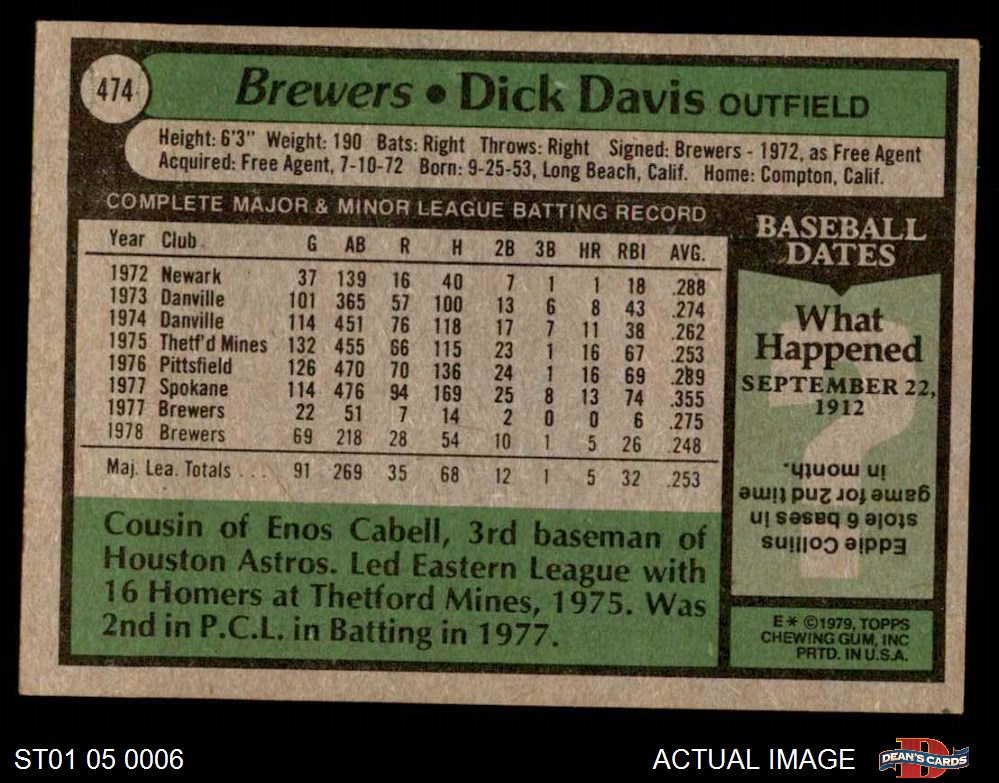 474
Brewers • Dick Davis OUTFIELD
Height: 6'3" Weight: 190 Bats: Right Throws: Right Signed: Brewers - 1972, as Free Agent
Acquired: Free Agent, 7-10-72 Born: 9-25-53, Long Beach, Calif. Home: Compton, Calif.
COMPLETE MAJOR & MINOR LEAGUE BATTING RECORD
Year Club G AB R H 2B 3B HR RBI AVG.
1972 Newark 37 139 16 40 7 1 1 18 .288
1973 Danville 101 365 57 100 13 6 8 43 .274
1974 Danville 114 451 76 118 17 7 11 38 .262
1975 Thetf'd Mines 132 455 66 115 23 1 16 67 .253
1976 Pittsfield 126 470 70 136 24 1 16 69 .289
1977 Spokane 114 476 94 169 25 8 13 74 .355
1977 Brewers 22 51 7 14 2 0 0 6 .275
1978 Brewers 69 218 28 54 10 1 5 26 .248
Maj. Lea. Totals ... 91 269 35 68 12 1 5 32 .253
Cousin of Enos Cabell, 3rd baseman of
Houston Astros. Led Eastern League with
16 Homers at Thetford Mines, 1975. Was
2nd in P.C.L. in Batting in 1977.
BASEBALL
DATES
What
Happened
SEPTEMBER 22,
1912
Eddie Collins
stole 6 bases in
game for 2nd time
in month.
E* ©1979, TOPPS
CHEWING GUM, INC
PRTD. IN U.S.A.
ST01 05 0006
ACTUAL IMAGE
DEAN'S CARDS